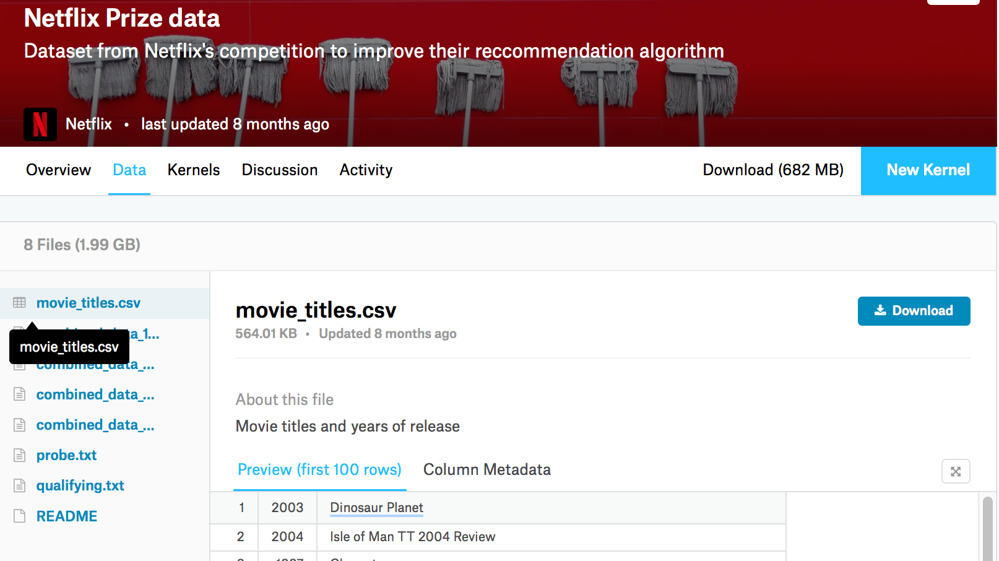 Netflix Prize data
Dataset from Netflix's competition to improve their reccommendation algorithm
N
Netflix • last updated 8 months ago
Overview Data Kernels Discussion Activity Download (682 MB) New Kernel
8 Files (1.99 GB)
movie_titles.csv
movie_titles.csv
combined_data_...
combined_data_...
combined_data_...
probe.txt
qualifying.txt
README
movie_titles.csv
Download
564.01 KB • Updated 8 months ago
About this file
Movie titles and years of release
Preview (first 100 rows) Column Metadata
1 2003 Dinosaur Planet
2 2004 Isle of Man TT 2004 Review